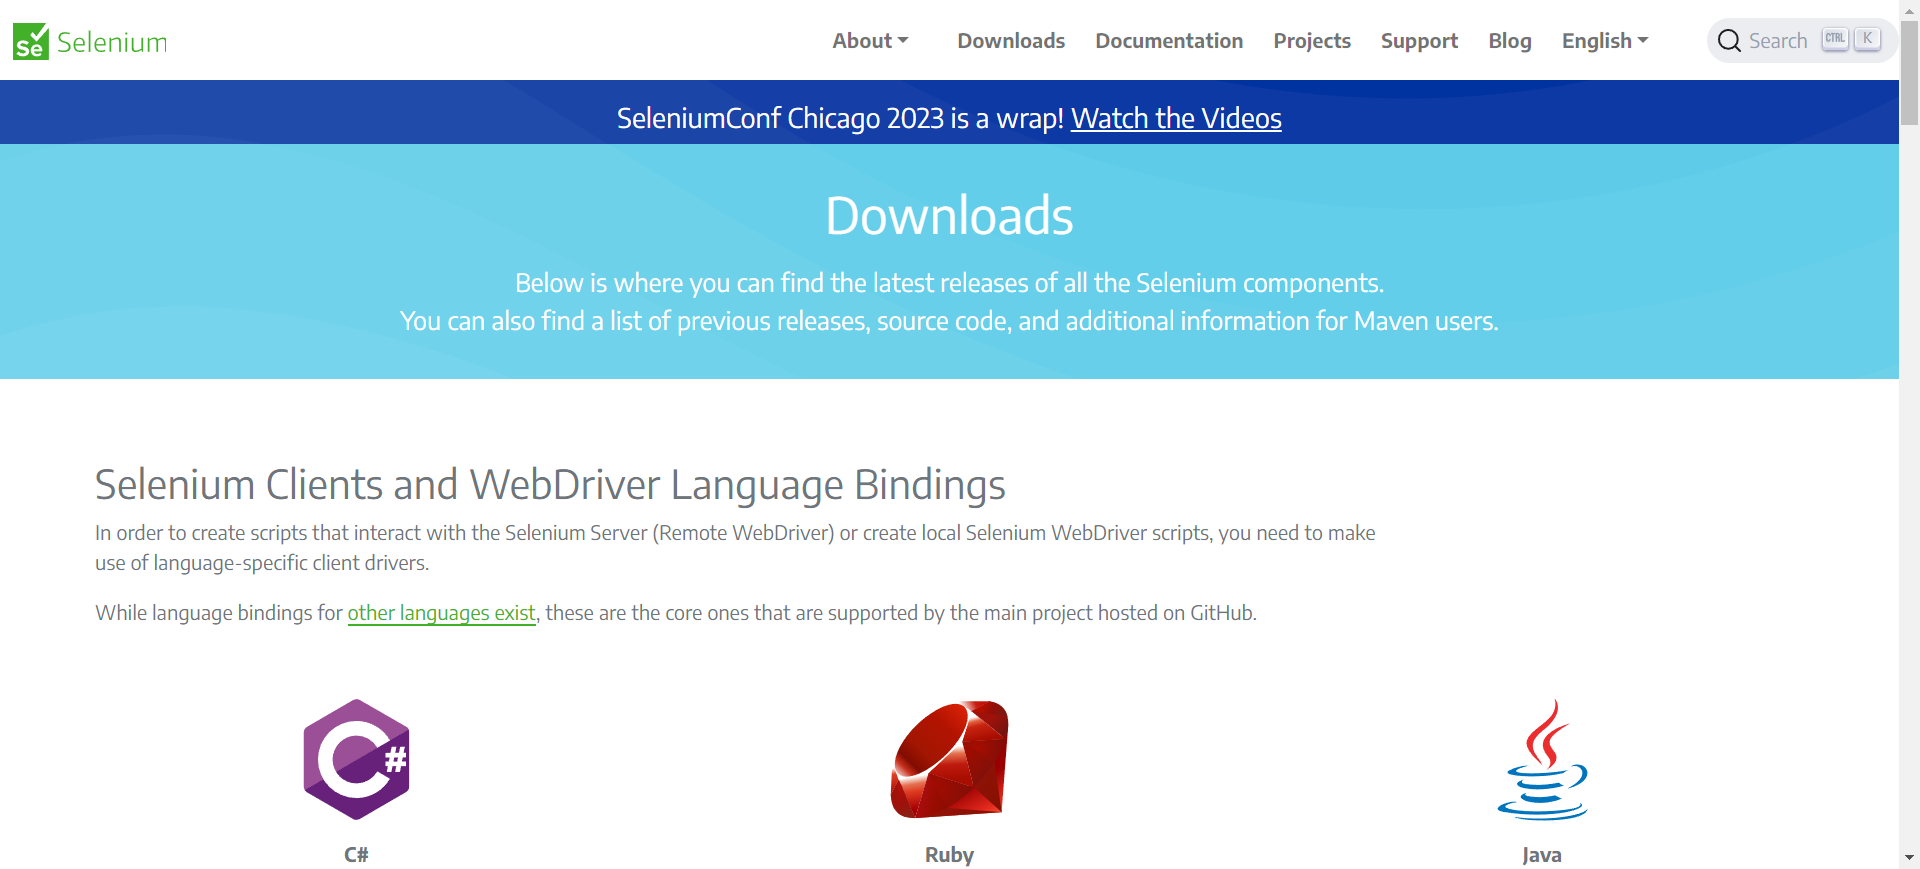 Se Selenium
About Downloads Documentation Projects Support Blog English Search CTRL K
SeleniumConf Chicago 2023 is a wrap! Watch the Videos
Downloads
Below is where you can find the latest releases of all the Selenium components.
You can also find a list of previous releases, source code, and additional information for Maven users.
Selenium Clients and WebDriver Language Bindings
In order to create scripts that interact with the Selenium Server (Remote WebDriver) or create local Selenium WebDriver scripts, you need to make
use of language-specific client drivers.
While language bindings for other languages exist, these are the core ones that are supported by the main project hosted on GitHub.
C#
C# Ruby Java